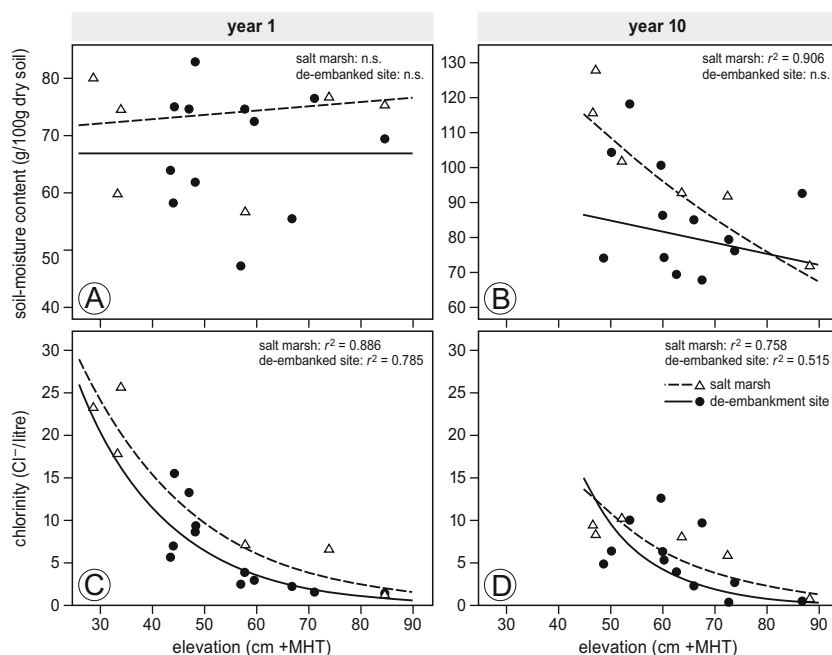 year 1
year 10
salt marsh: n.s.
de-embanked site: n.s.
salt marsh: r² = 0.906
de-embanked site: n.s.
soil-moisture content (g/100g dry soil)
80
70
60
50
40
A
130
120
110
100
90
80
70
60
B
salt marsh: r² = 0.886
de-embanked site: r² = 0.785
salt marsh: r² = 0.758
de-embanked site: r² = 0.515
salt marsh
de-embankment site
chlorinity (Cl⁻/litre)
30
25
20
15
10
5
0
C
30
25
20
15
10
5
0
D
30 40 50 60 70 80 90
30 40 50 60 70 80 90
elevation (cm +MHT)
elevation (cm +MHT)